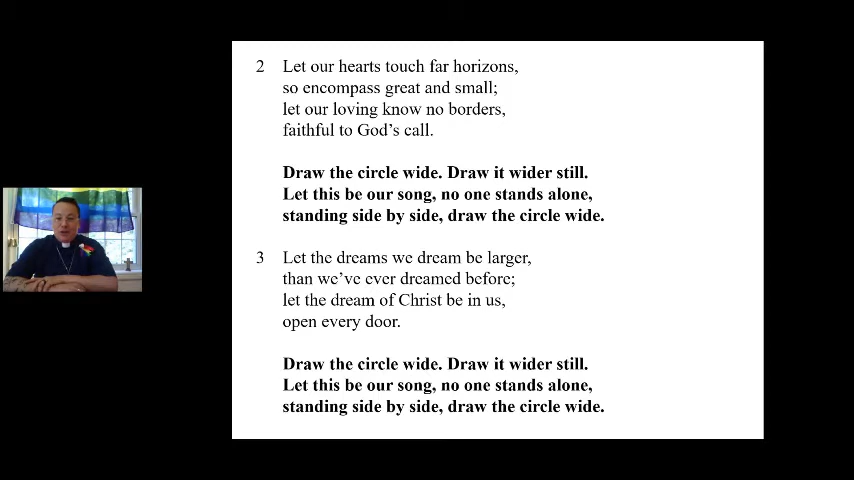 2 Let our hearts touch far horizons,
so encompass great and small;
let our loving know no borders,
faithful to God's call.
Draw the circle wide. Draw it wider still.
Let this be our song, no one stands alone,
standing side by side, draw the circle wide.
3 Let the dreams we dream be larger,
than we've ever dreamed before;
let the dream of Christ be in us,
open every door.
Draw the circle wide. Draw it wider still.
Let this be our song, no one stands alone,
standing side by side, draw the circle wide.